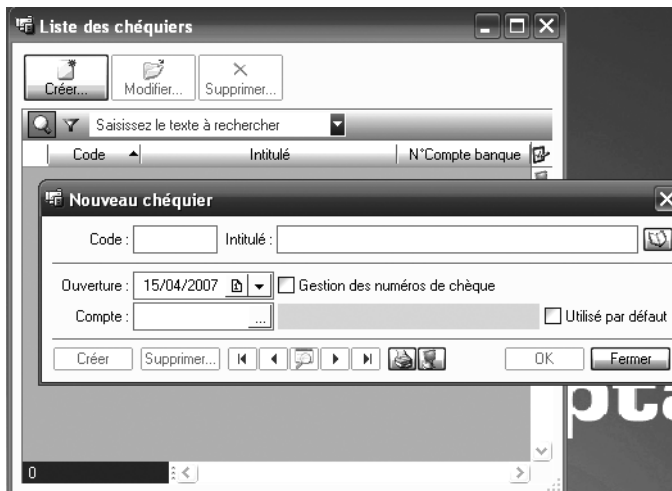 Liste des chéquiers
Créer... Modifier... Supprimer...
Saisissez le texte à rechercher
Code Intitulé N°Compte banque
Nouveau chéquier
Code : Intitulé :
Ouverture : 15/04/2007 Gestion des numéros de chèque
Compte : ... Utilisé par défaut
Créer Supprimer... OK Fermer
pta
0